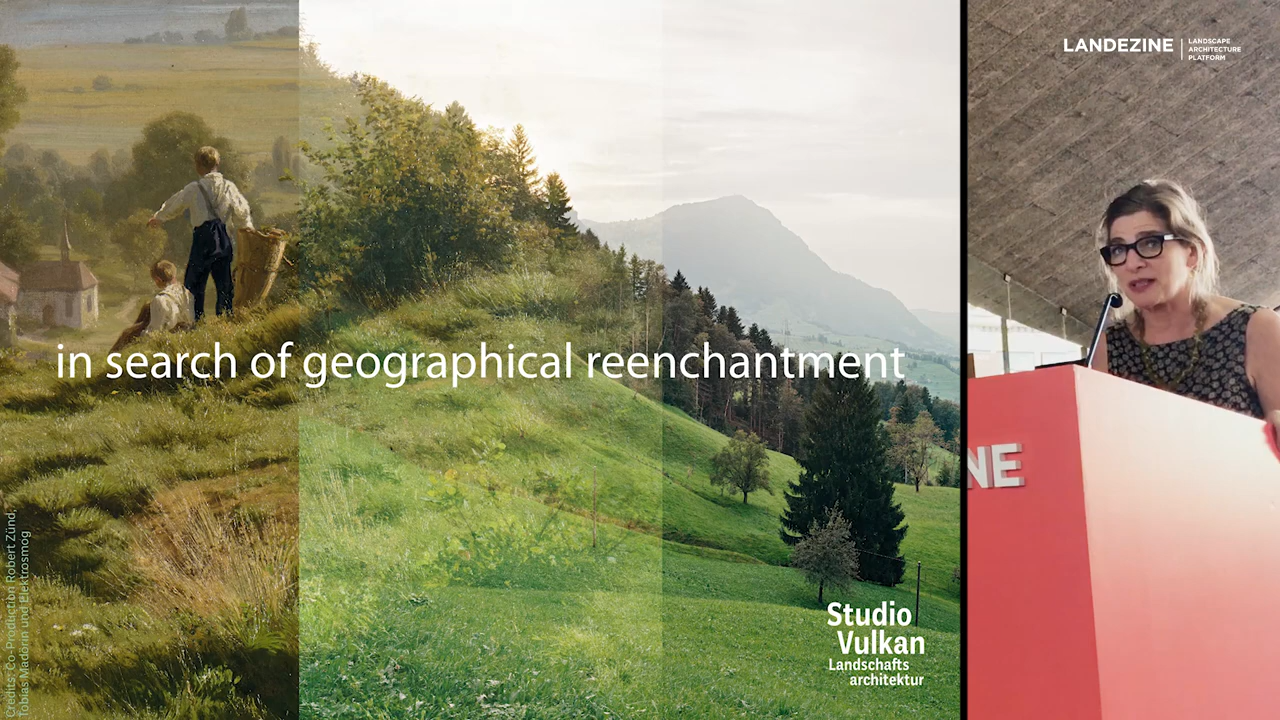 in search of geographical reenchantment
Studio
Vulkan
Landschafts
architektur
Credits: Co-Production Robert Zünd,
Tobias Madörin und Elektrosmog
LANDEZINE
LANDSCAPE
ARCHITECTURE
PLATFORM
NE